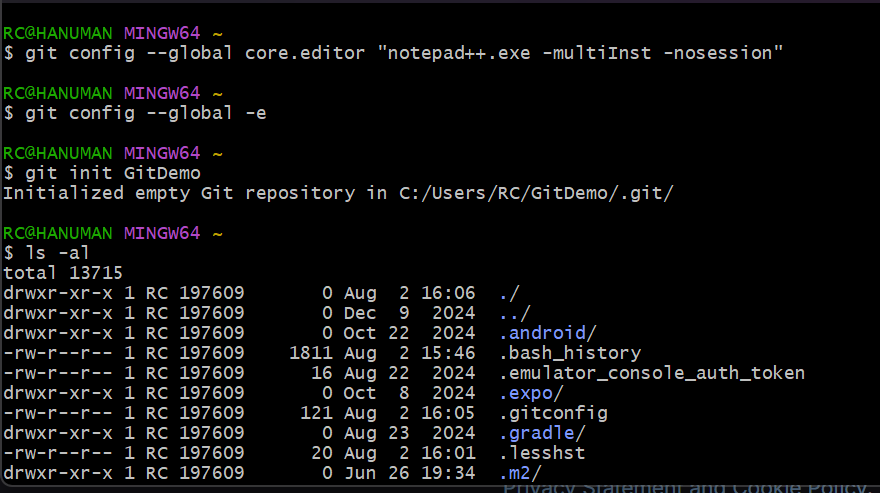 RC@HANUMAN MINGW64 ~
$ git config --global core.editor "notepad++.exe -multiInst -nosession"
RC@HANUMAN MINGW64 ~
$ git config --global -e
RC@HANUMAN MINGW64 ~
$ git init GitDemo
Initialized empty Git repository in C:/Users/RC/GitDemo/.git/
RC@HANUMAN MINGW64 ~
$ ls -al
total 13715
drwxr-xr-x 1 RC 197609       0 Aug  2 16:06 ./
drwxr-xr-x 1 RC 197609       0 Dec  9  2024 ../
drwxr-xr-x 1 RC 197609       0 Oct 22  2024 .android/
-rw-r--r-- 1 RC 197609    1811 Aug  2 15:46 .bash_history
-rw-r--r-- 1 RC 197609      16 Aug 22  2024 .emulator_console_auth_token
drwxr-xr-x 1 RC 197609       0 Oct  8  2024 .expo/
-rw-r--r-- 1 RC 197609     121 Aug  2 16:05 .gitconfig
drwxr-xr-x 1 RC 197609       0 Aug 23  2024 .gradle/
-rw-r--r-- 1 RC 197609      20 Aug  2 16:01 .lesshst
drwxr-xr-x 1 RC 197609       0 Jun 26 19:34 .m2/
Privacy Statement and Cookie Policy.